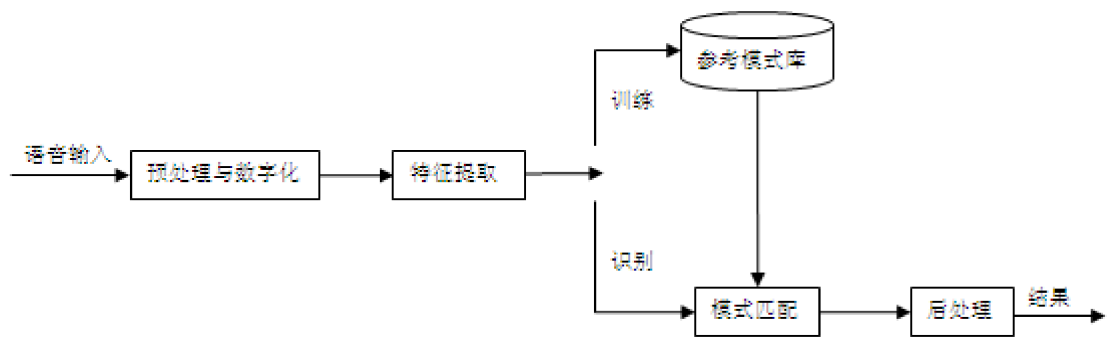 参考模式库
训练
语音输入
预处理与数字化
特征提取
识别
模式匹配
后处理
结果